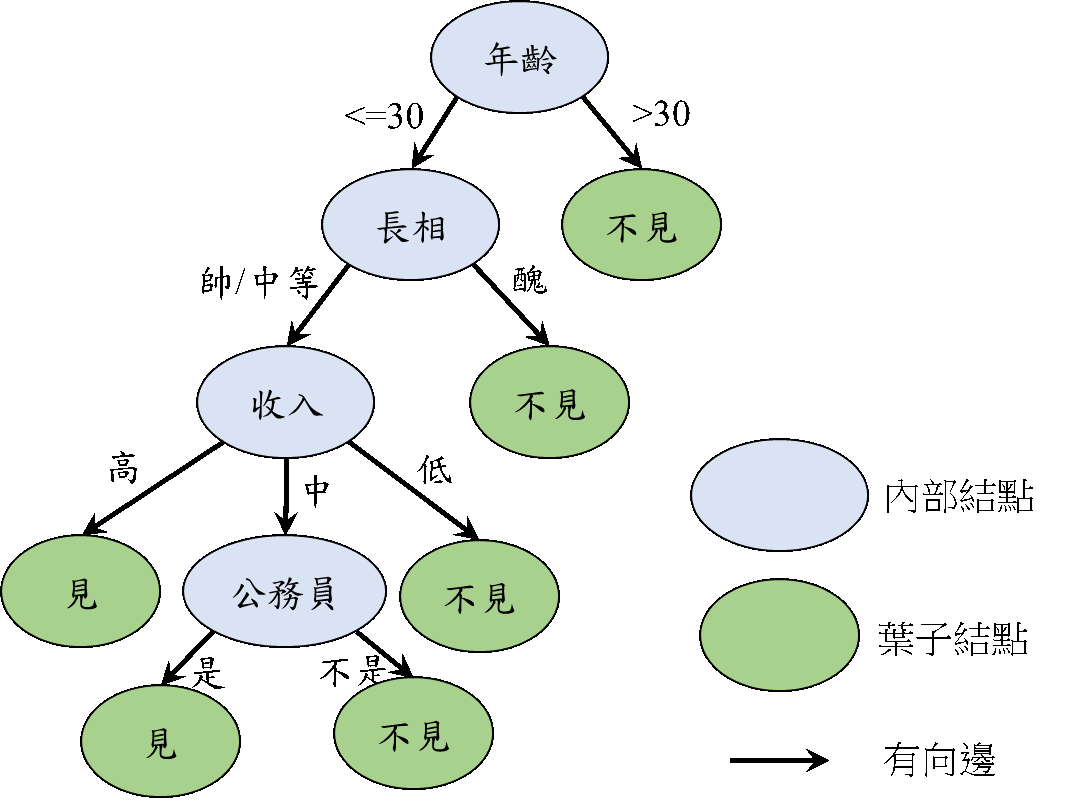 年齡
<=30
>30
長相
不見
帥/中等
醜
收入
不見
高
中
低
內部結點
見
公務員
不見
葉子結點
是
不是
見
不見
有向邊